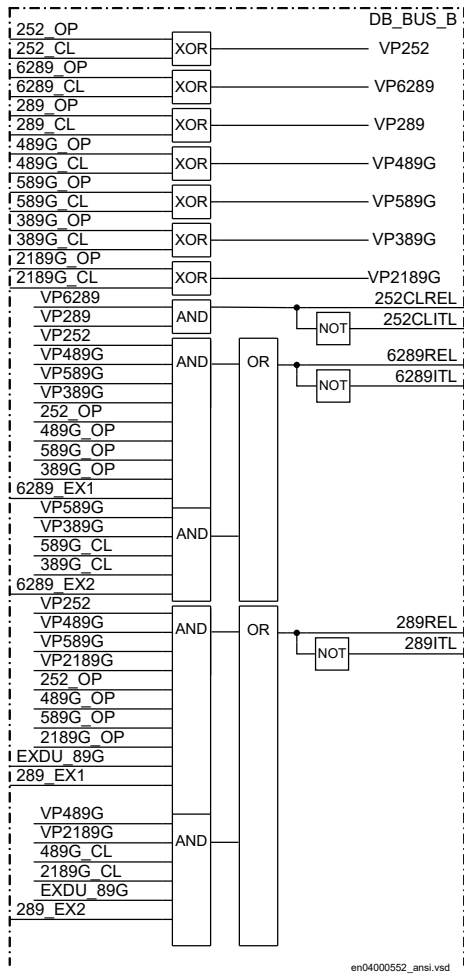 DB_BUS_B
252_OP
252_CL
XOR
VP252
6289_OP
6289_CL
XOR
VP6289
289_OP
289_CL
XOR
VP289
489G_OP
489G_CL
XOR
VP489G
589G_OP
589G_CL
XOR
VP589G
389G_OP
389G_CL
XOR
VP389G
2189G_OP
2189G_CL
XOR
VP2189G
VP6289
VP289
AND
NOT
252CLREL
252CLITL
VP252
VP489G
VP589G
VP389G
252_OP
489G_OP
589G_OP
389G_OP
6289_EX1
AND
OR
NOT
6289REL
6289ITL
VP589G
VP389G
589G_CL
389G_CL
6289_EX2
AND
VP252
VP489G
VP589G
VP2189G
252_OP
489G_OP
589G_OP
2189G_OP
EXDU_89G
289_EX1
AND
OR
NOT
289REL
289ITL
VP489G
VP2189G
489G_CL
2189G_CL
EXDU_89G
289_EX2
AND
en04000552_ansi.vsd